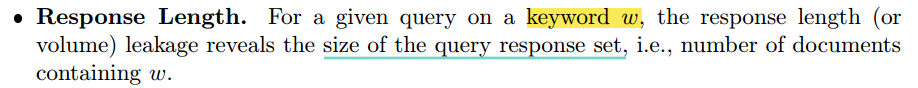 • Response Length. For a given query on a keyword w, the response length (or
volume) leakage reveals the size of the query response set, i.e., number of documents
containing w.